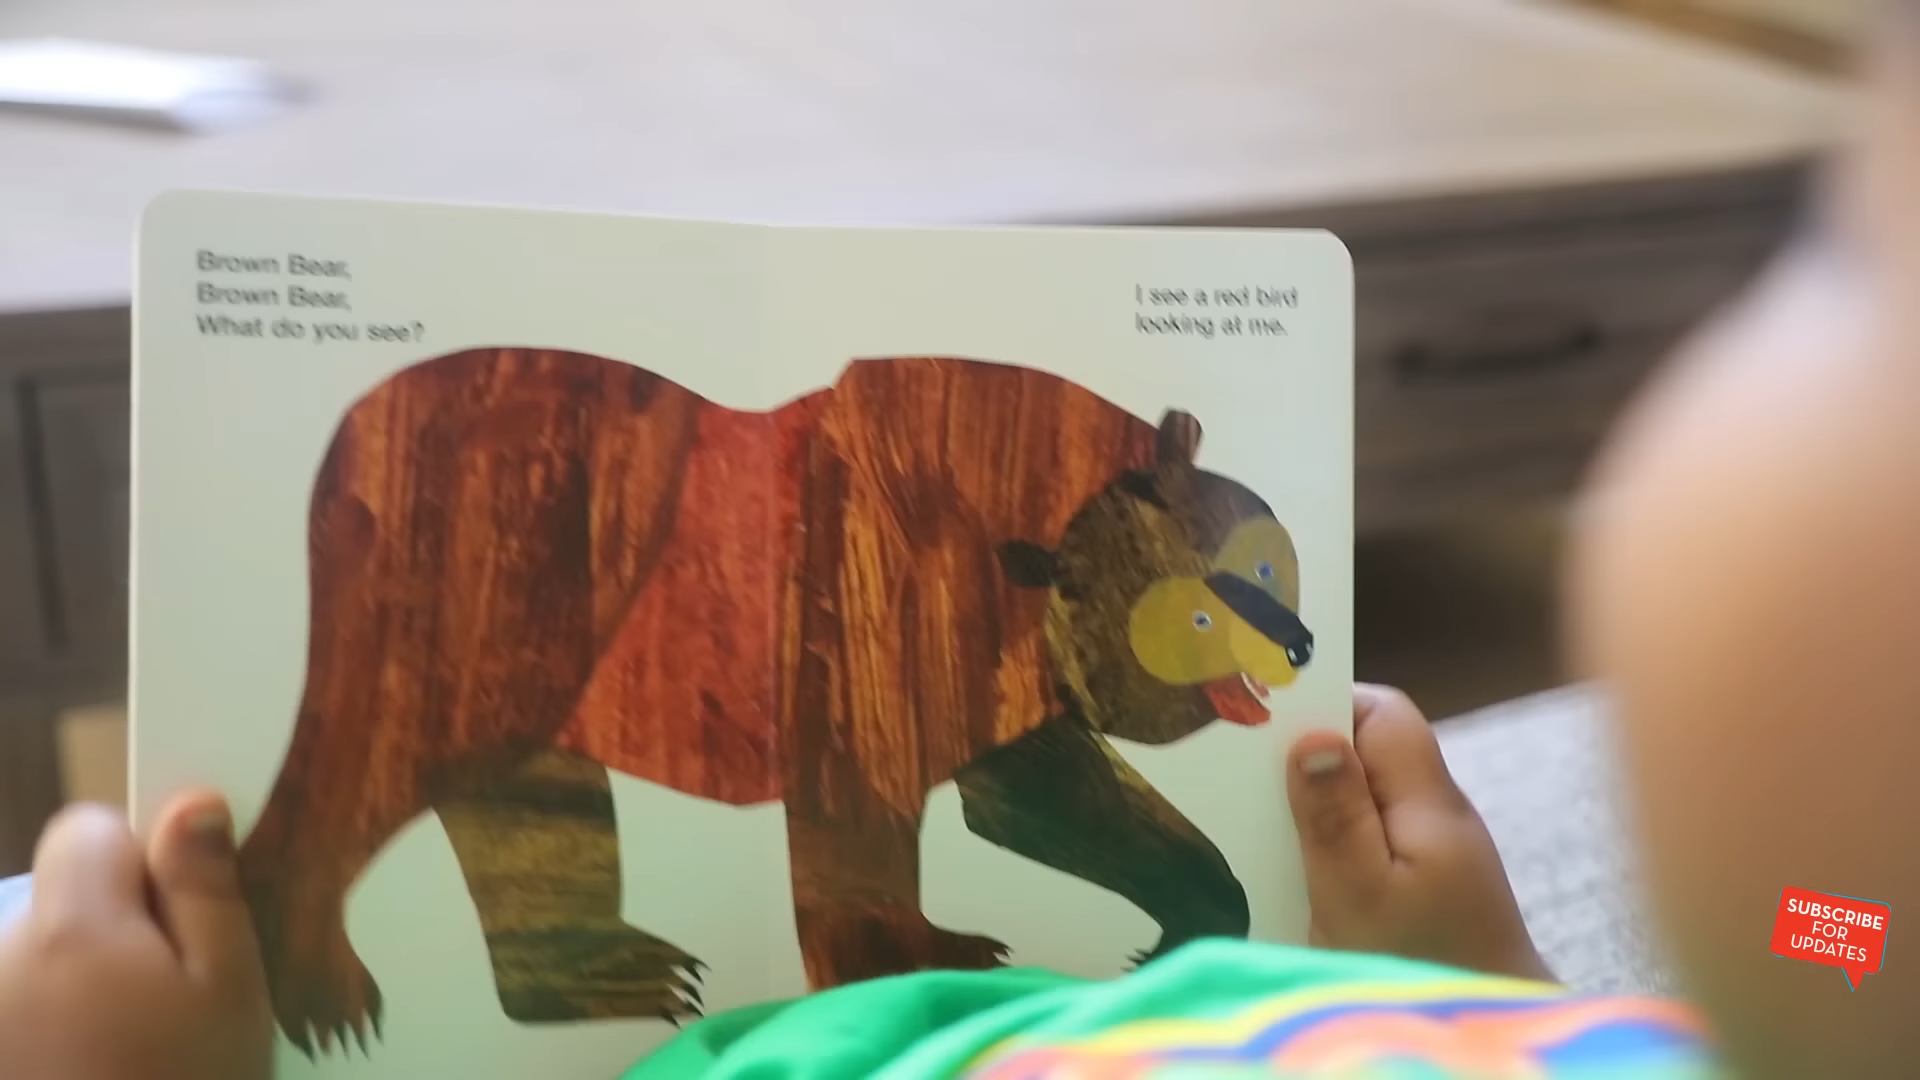 Brown Bear,
Brown Bear,
What do you see?
I see a red bird
looking at me.
SUBSCRIBE
FOR
UPDATES